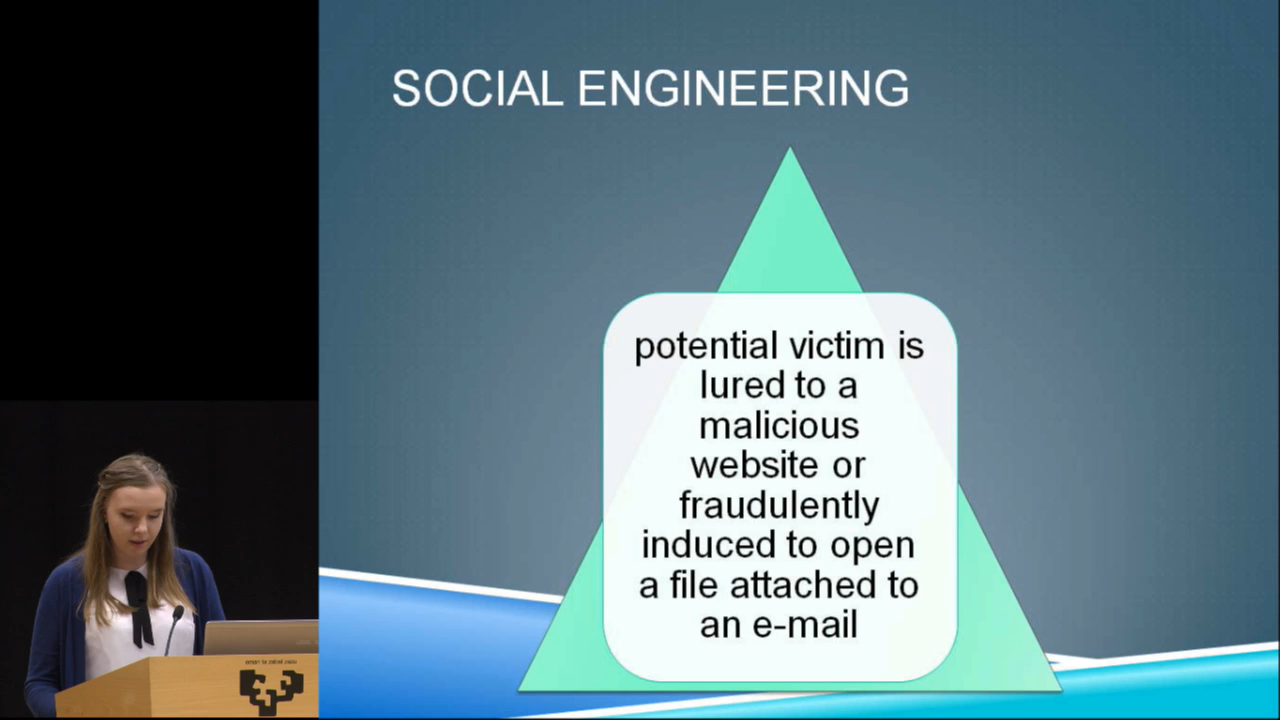 SOCIAL ENGINEERING
potential victim is
lured to a
malicious
website or
fraudulently
induced to open
a file attached to
an e-mail